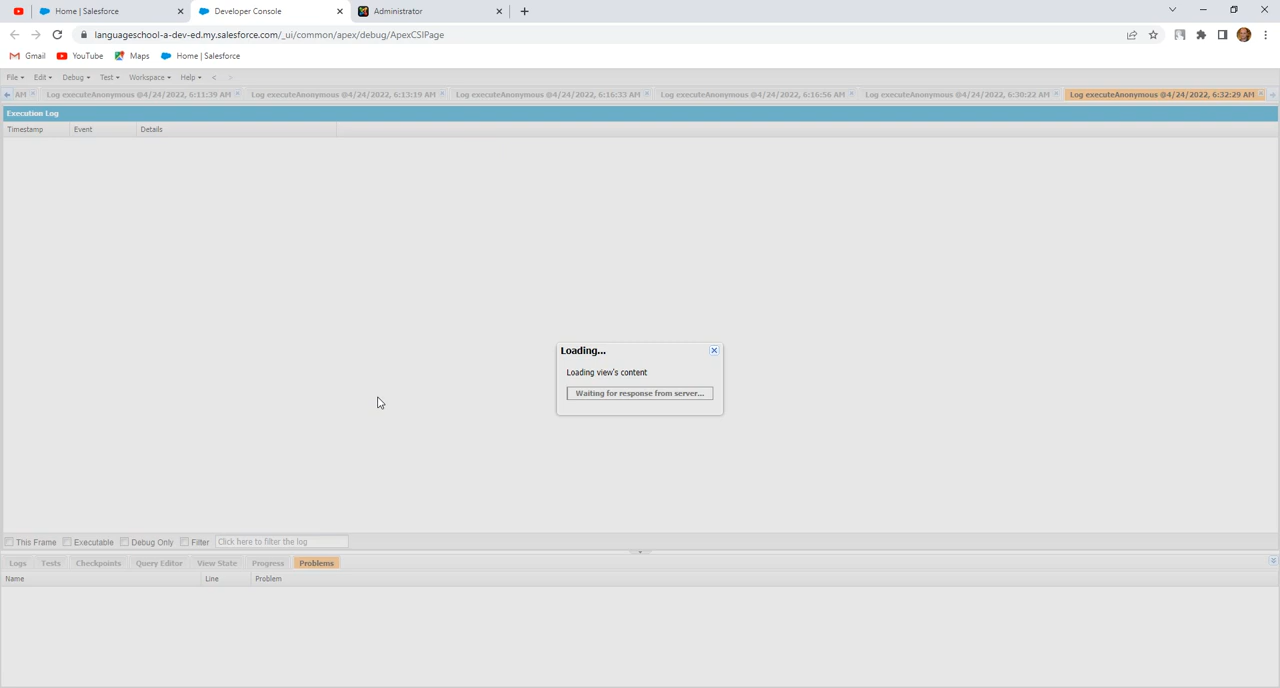 Home | Salesforce
Developer Console
Administrator
languageschool-a-dev-ed.my.salesforce.com/_ui/common/apex/debug/ApexCSIPage
Gmail
YouTube
Maps
Home | Salesforce
File
Edit
Debug
Test
Workspace
Help
<
>
AM
Log executeAnonymous @4/24/2022, 6:11:39 AM
Log executeAnonymous @4/24/2022, 6:13:19 AM
Log executeAnonymous @4/24/2022, 6:16:33 AM
Log executeAnonymous @4/24/2022, 6:16:56 AM
Log executeAnonymous @4/24/2022, 6:30:22 AM
Log executeAnonymous @4/24/2022, 6:32:29 AM
Execution Log
Timestamp
Event
Details
Loading...
Loading view's content
Waiting for response from server...
This Frame
Executable
Debug Only
Filter
Click here to filter the log
Logs
Tests
Checkpoints
Query Editor
View State
Progress
Problems
Name
Line
Problem